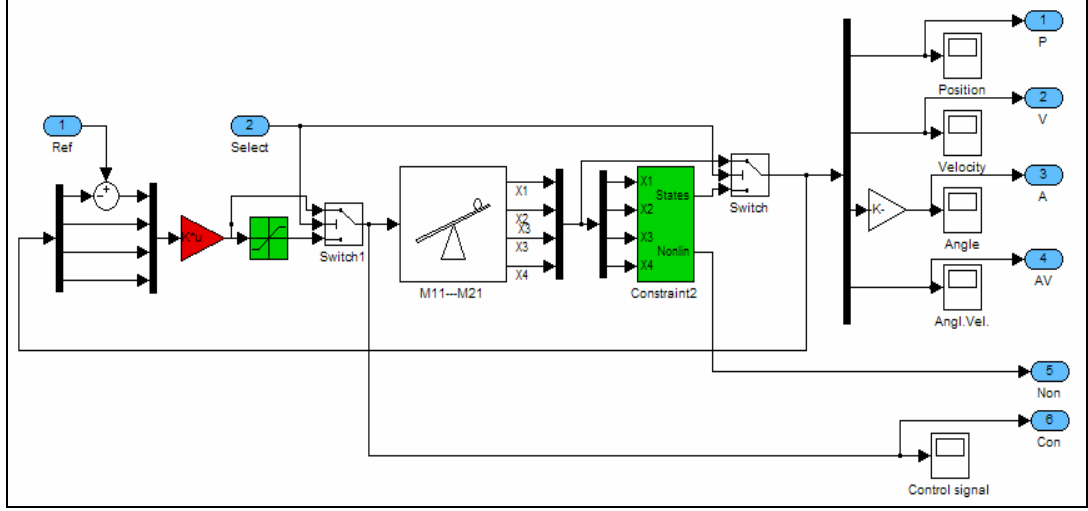 1
P
Position
2
V
Velocity
1
Ref
2
Select
+
-
K*u
Switch1
X1
X2
X3
X3
X4
M11---M21
X1
X2
X3
X4
States
Nonlin
Constraint2
Switch
-K-
3
A
Angle
4
AV
Angl.Vel.
5
Non
6
Con
Control signal